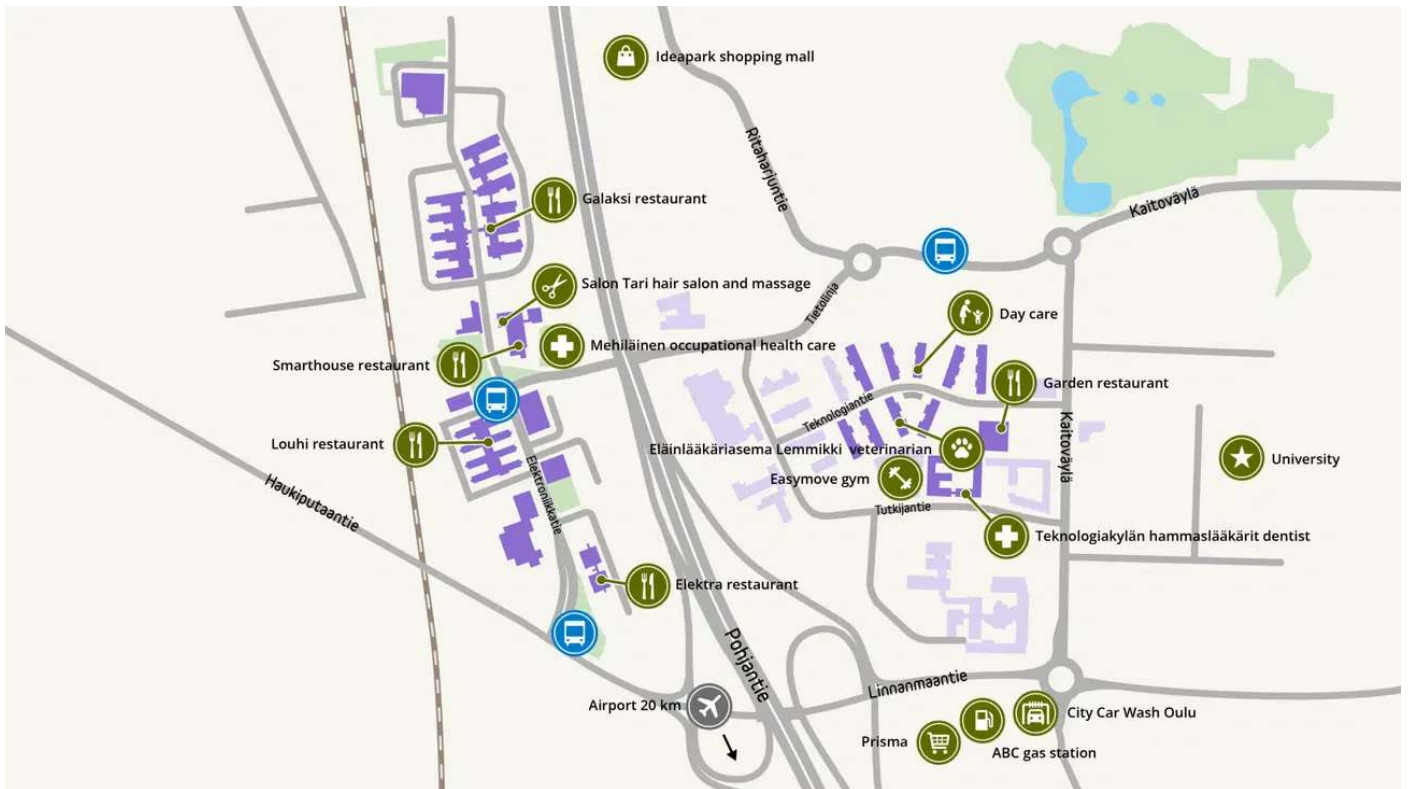 Ideapark shopping mall
Ritaharjuntie
Galaksi restaurant
Kaitoväylä
Salon Tari hair salon and massage
Tietolinja
Day care
Mehiläinen occupational health care
Smarthouse restaurant
Garden restaurant
Teknologiantie
Kaitoväylä
Louhi restaurant
Eläinlääkäriasema Lemmikki veterinarian
University
Easymove gym
Haukiputaantie
Elektroniikkatie
Tutkijantie
Teknologiakylän hammaslääkärit dentist
Elektra restaurant
Pohjantie
Linnanmaantie
Airport 20 km
City Car Wash Oulu
Prisma
ABC gas station